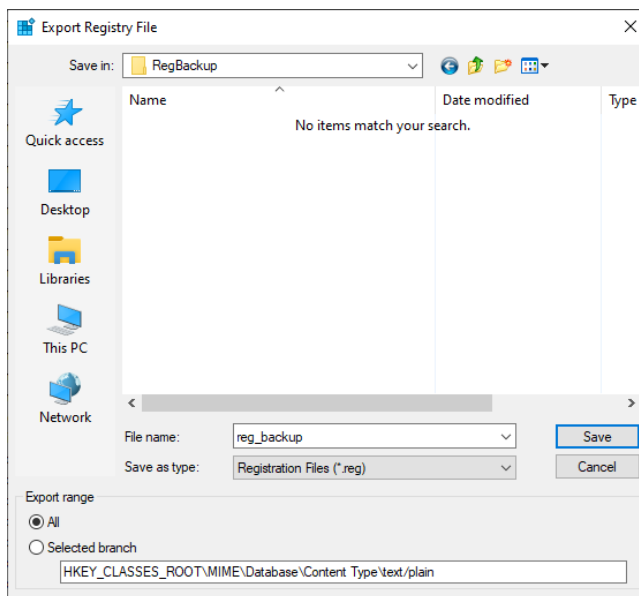 Export Registry File
Save in: RegBackup
Name Date modified Type
No items match your search.
Quick access
Desktop
Libraries
This PC
Network
File name: reg_backup Save
Save as type: Registration Files (*.reg) Cancel
Export range
All
Selected branch
HKEY_CLASSES_ROOT\MIME\Database\Content Type\text/plain